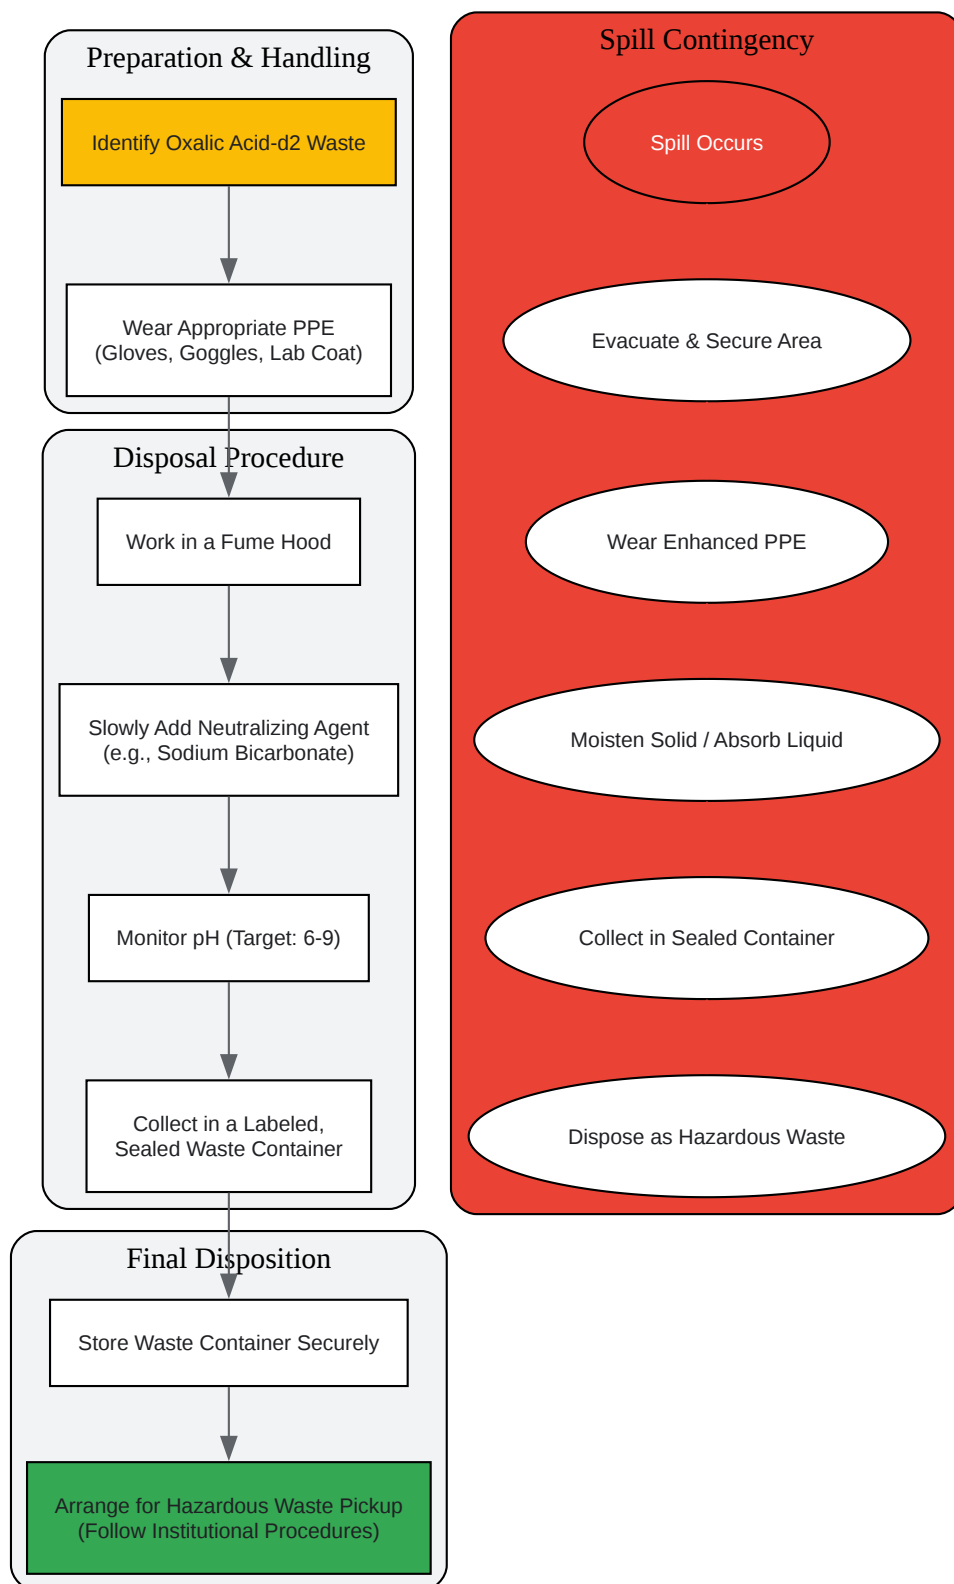 Preparation & Handling
Identify Oxalic Acid-d2 Waste
Wear Appropriate PPE
(Gloves, Goggles, Lab Coat)
Disposal Procedure
Work in a Fume Hood
Slowly Add Neutralizing Agent
(e.g., Sodium Bicarbonate)
Monitor pH (Target: 6-9)
Collect in a Labeled,
Sealed Waste Container
Final Disposition
Store Waste Container Securely
Arrange for Hazardous Waste Pickup
(Follow Institutional Procedures)
Spill Contingency
Spill Occurs
Evacuate & Secure Area
Wear Enhanced PPE
Moisten Solid / Absorb Liquid
Collect in Sealed Container
Dispose as Hazardous Waste